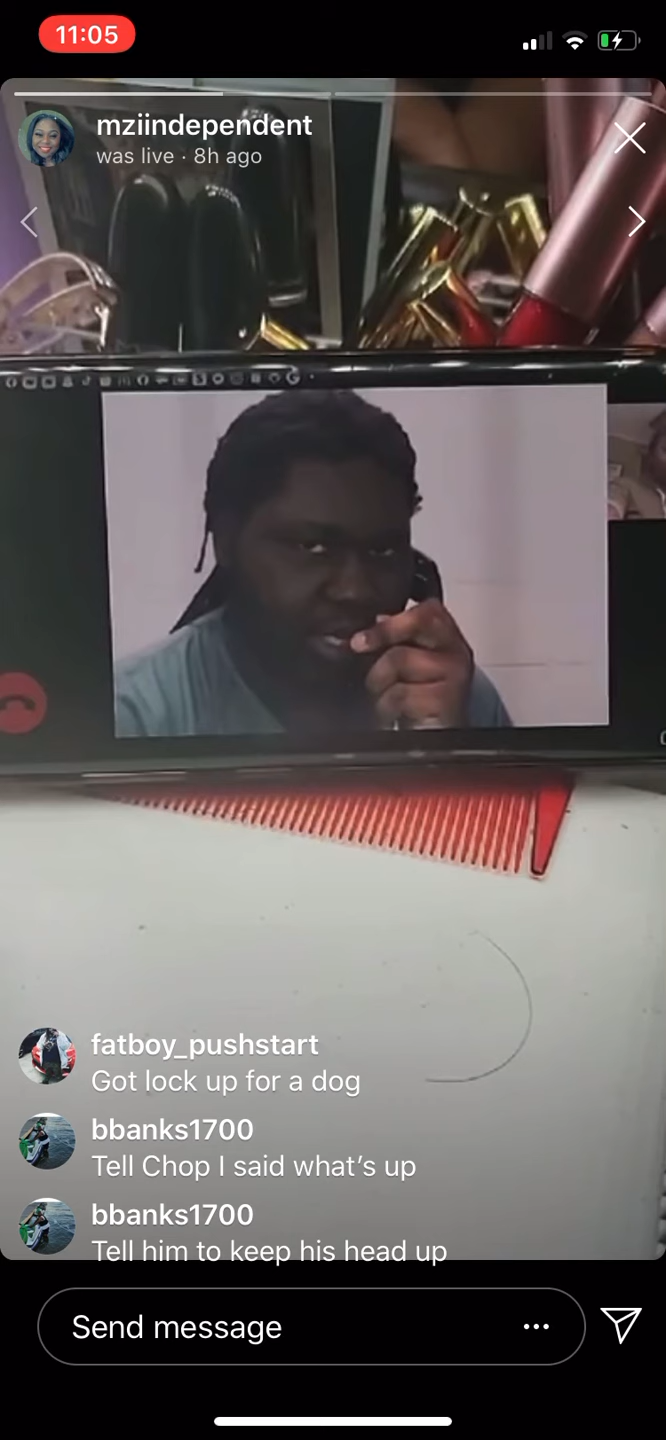 11:05
mziindependent
was live · 8h ago
fatboy_pushstart
Got lock up for a dog
bbanks1700
Tell Chop I said what's up
bbanks1700
Tell him to keep his head up
Send message